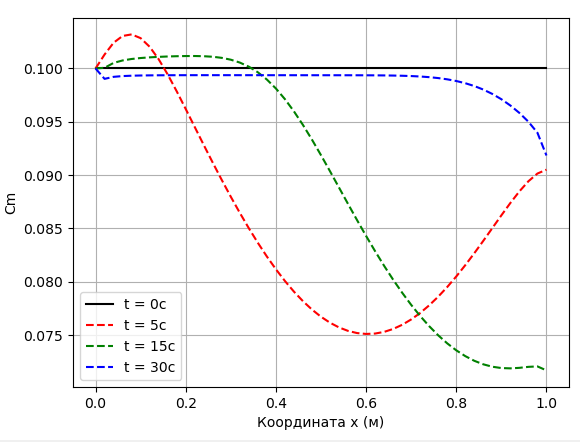 0.100
0.095
0.090
0.085
0.080
0.075
Cm
t = 0c
t = 5c
t = 15c
t = 30c
0.0 0.2 0.4 0.6 0.8 1.0
Координата x (м)